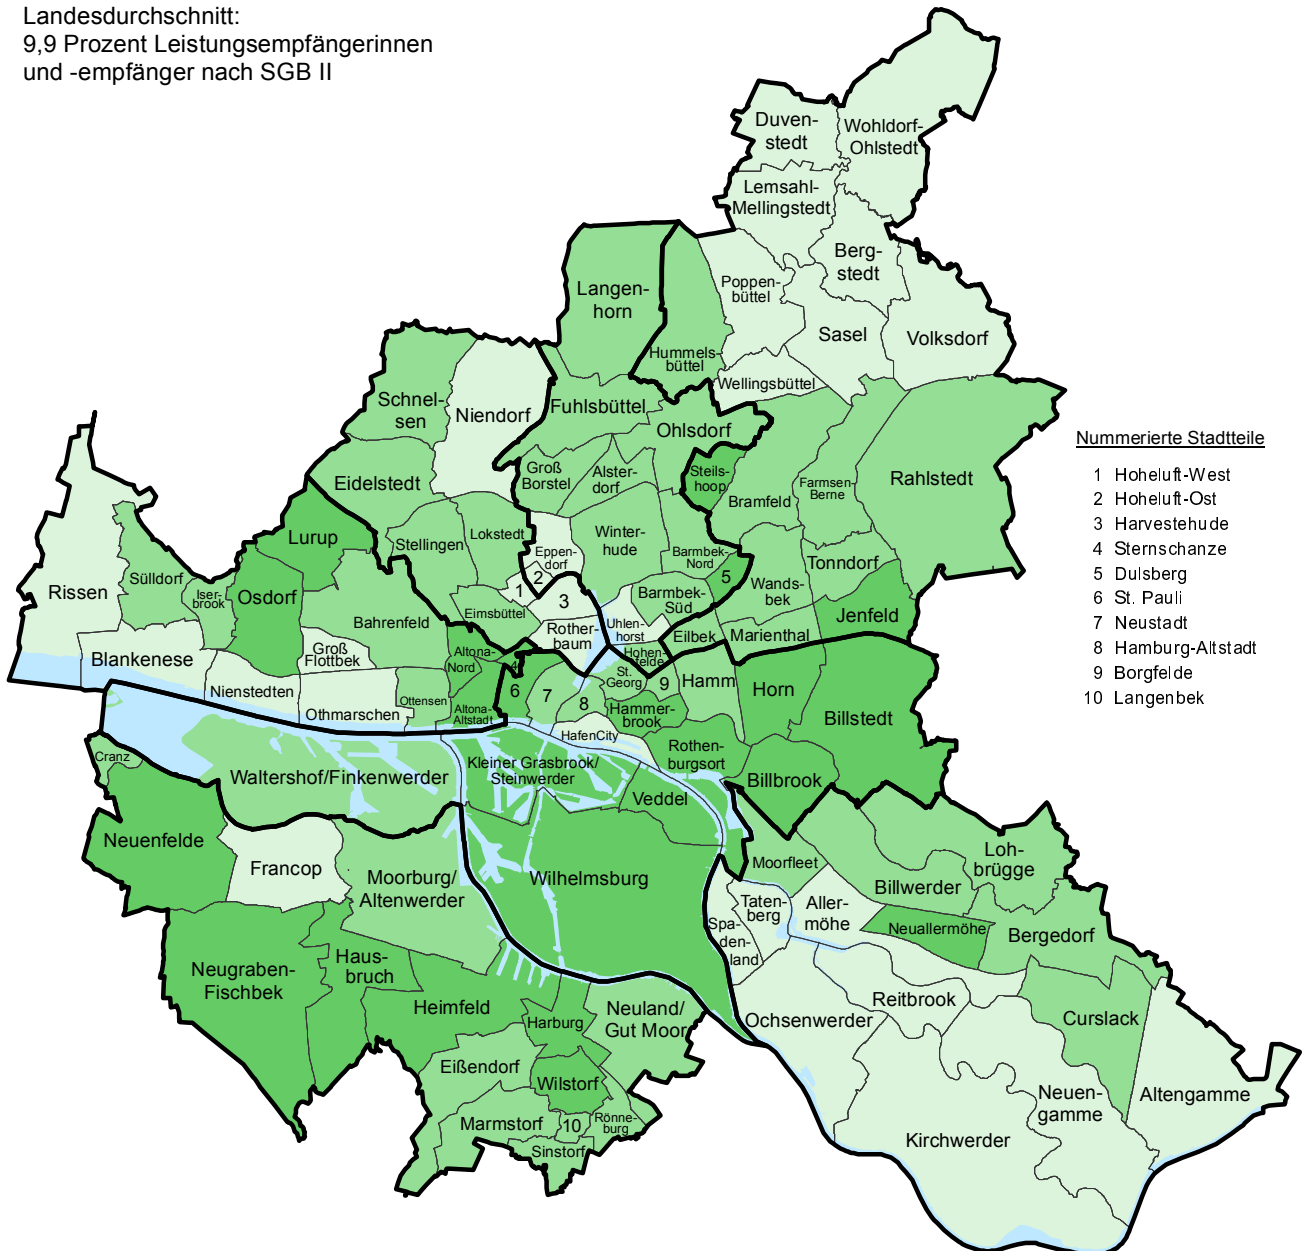 Landesdurchschnitt:
9,9 Prozent Leistungsempfängerinnen
und -empfänger nach SGB II
Duven-
stedt
Wohldorf-
Ohlstedt
Lemsahl-
Mellingstedt
Berg-
stedt
Poppen-
büttel
Sasel
Volksdorf
Wellingsbüttel
Langen-
horn
Hummels-
büttel
Schnel-
sen
Niendorf
Fuhlsbüttel
Ohlsdorf
Groß
Borstel
Alster-
dorf
Steils-
hoop
Bramfeld
Farmsen-
Berne
Rahlstedt
Eidelstedt
Lokstedt
Stellingen
Lurup
Eppen-
dorf
Winter-
hude
Barmbek-
Nord
Tonndorf
Wands-
bek
Jenfeld
Rissen
Sülldorf
Iser-
brook
Osdorf
Bahrenfeld
Eimsbüttel
1
2
3
Rother-
baum
Uhlen-
horst
Barmbek-
Süd
5
Eilbek
Marienthal
Blankenese
Groß
Flottbek
Nienstedten
Othmarschen
Ottensen
Altona-
Nord
Altona-
Altstadt
4
6
7
8
St.
Georg
Hohen-
felde
9
Hamm
Horn
Billstedt
Hammer-
brook
HafenCity
Rothen-
burgsort
Billbrook
Cranz
Waltershof/Finkenwerder
Kleiner Grasbrook/
Steinwerder
Veddel
Neuenfelde
Francop
Moorburg/
Altenwerder
Wilhelmsburg
Moorfleet
Billwerder
Loh-
brügge
Taten-
berg
Aller-
möhe
Neuallermöhe
Bergedorf
Spa-
den-
land
Neugraben-
Fischbek
Haus-
bruch
Heimfeld
Harburg
Neuland/
Gut Moor
Ochsenwerder
Reitbrook
Curslack
Eißendorf
Wilstorf
Marmstorf
10
Rönne-
burg
Sinstorf
Kirchwerder
Neuen-
gamme
Altengamme
Nummerierte Stadtteile
1 Hoheluft-West
2 Hoheluft-Ost
3 Harvestehude
4 Sternschanze
5 Dulsberg
6 St. Pauli
7 Neustadt
8 Hamburg-Altstadt
9 Borgfelde
10 Langenbek